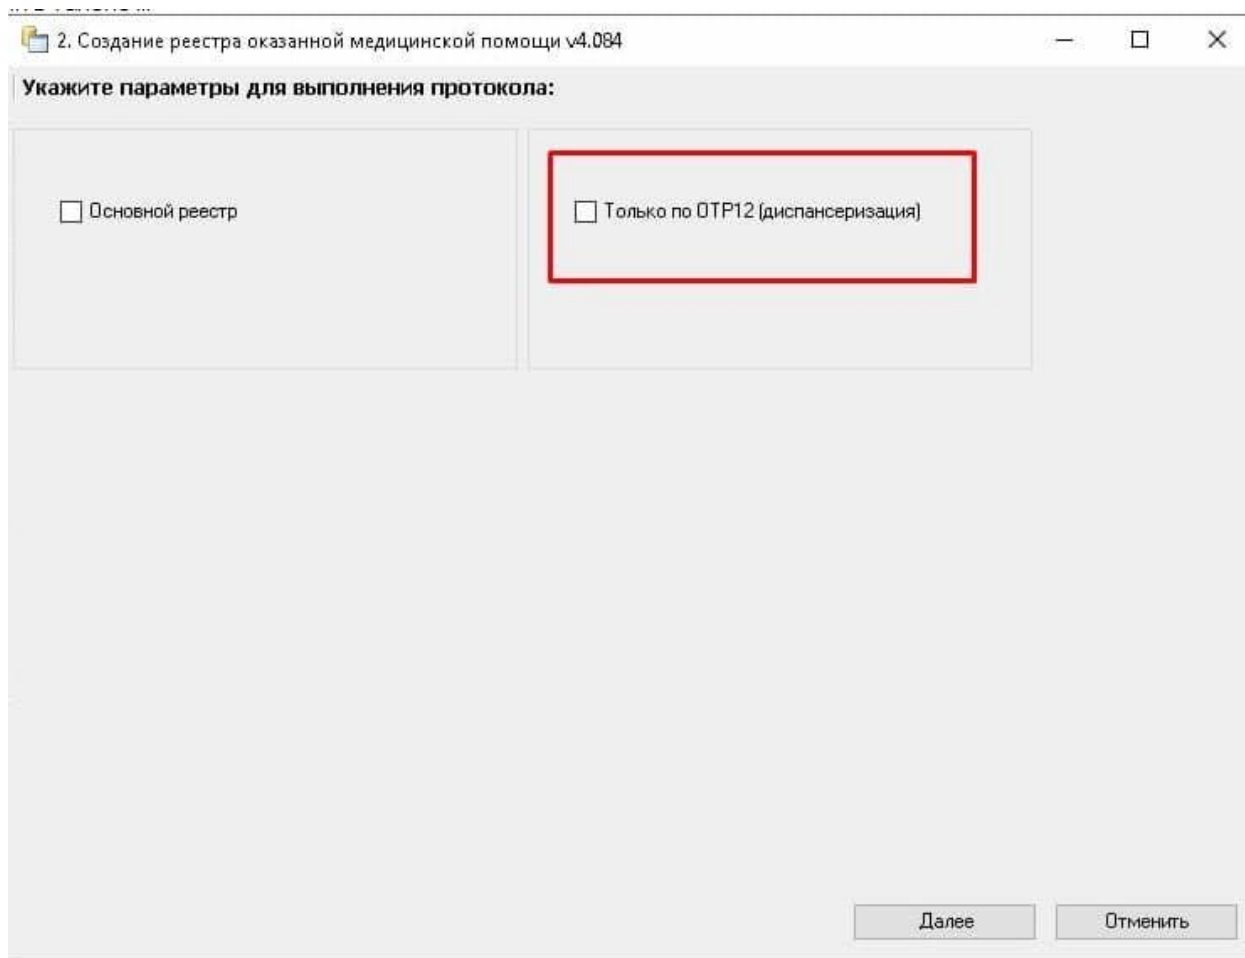 2. Создание реестра оказанной медицинской помощи v4.084
Укажите параметры для выполнения протокола:
Основной реестр
Только по ОТР12 (диспансеризация)
Далее
Отменить